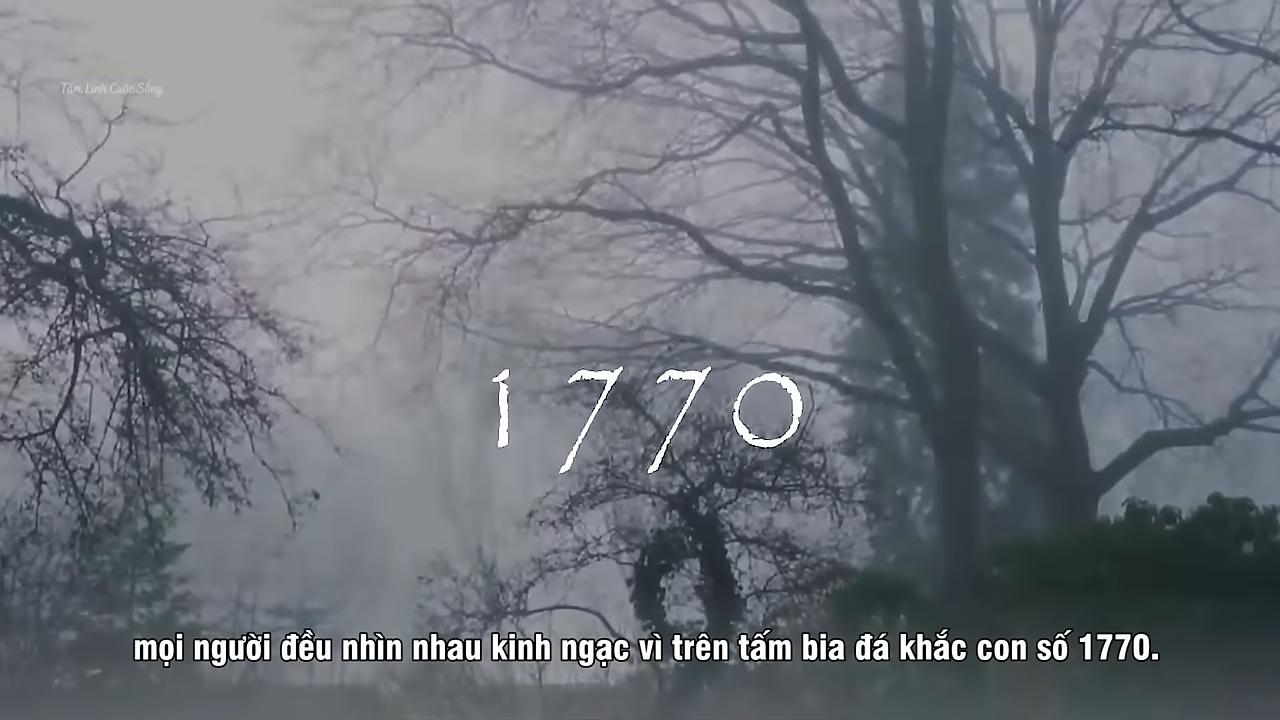 Tâm Linh Cuộc Sống
1770
mọi người đều nhìn nhau kinh ngạc vì trên tấm bia đá khắc con số 1770.